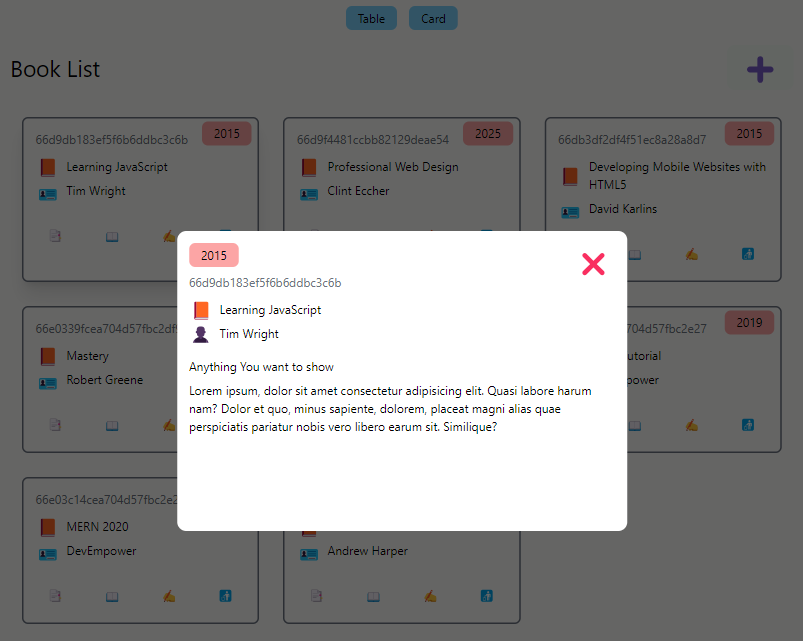 Table
Card
Book List
66d9db183ef5f6b6ddbc3c6b
2015
Learning JavaScript
Tim Wright
66d9f4481ccbb82129deae54
2025
Professional Web Design
Clint Eccher
66db3df2df4f51ec8a28a8d7
2015
Developing Mobile Websites with
HTML5
David Karlins
2015
66d9db183ef5f6b6ddbc3c6b
Learning JavaScript
Tim Wright
Anything You want to show
Lorem ipsum, dolor sit amet consectetur adipisicing elit. Quasi labore harum
nam? Dolor et quo, minus sapiente, dolorem, placeat magni alias quae
perspiciatis pariatur nobis vero libero earum sit. Similique?
66e0339fcea704d57fbc2df
Mastery
Robert Greene
704d57fbc2e27
2019
utorial
power
66e03c14cea704d57fbc2e2
MERN 2020
DevEmpower
Andrew Harper